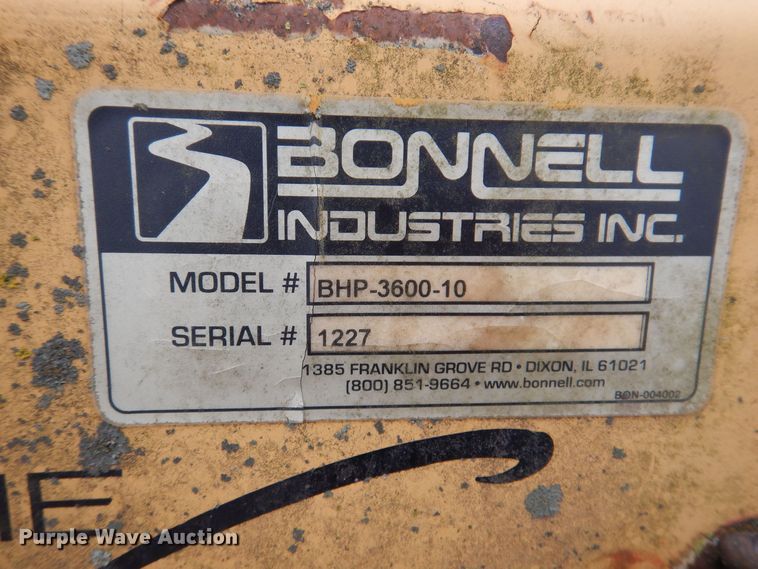 BONNELL
INDUSTRIES INC.
MODEL # BHP-3600-10
SERIAL # 1227
1385 FRANKLIN GROVE RD • DIXON, IL 61021
(800) 851-9664 • www.bonnell.com
BON-004002
Purple Wave Auction